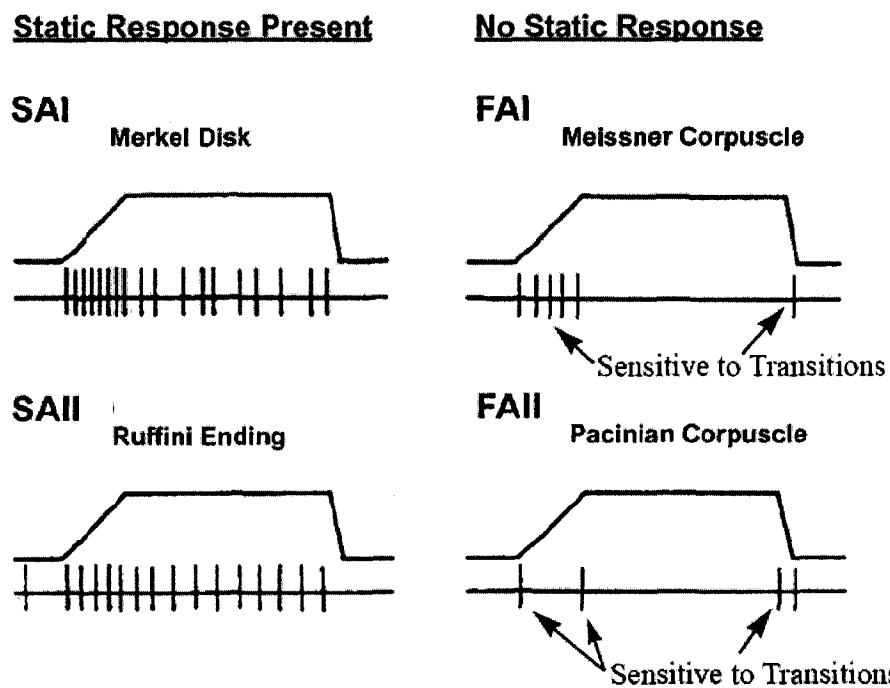 Static Response Present
No Static Response
SAI
Merkel Disk
FAI
Meissner Corpuscle
Sensitive to Transitions
SAII
Ruffini Ending
FAII
Pacinian Corpuscle
Sensitive to Transitions